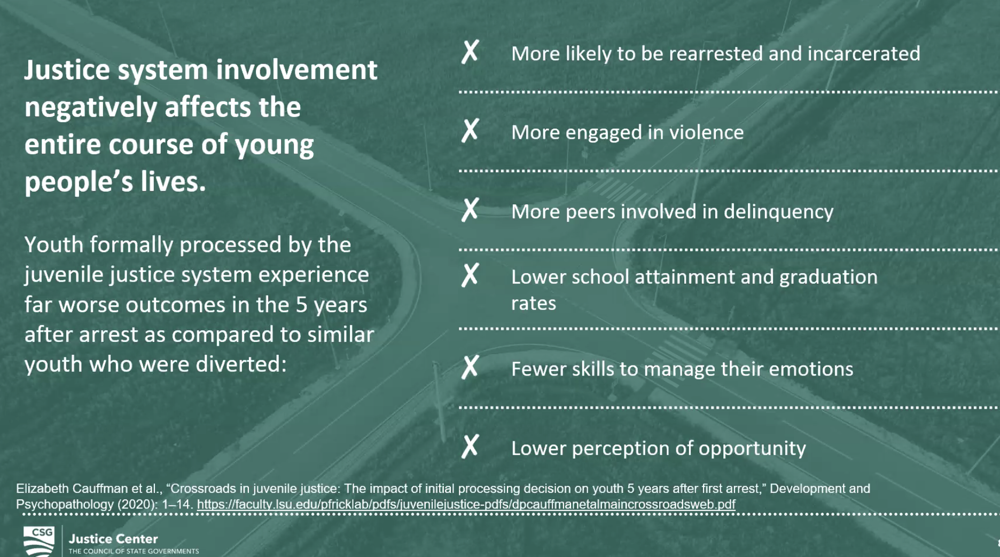 Justice system involvement
negatively affects the
entire course of young
people’s lives.
Youth formally processed by the
juvenile justice system experience
far worse outcomes in the 5 years
after arrest as compared to similar
youth who were diverted:
✗ More likely to be rearrested and incarcerated
✗ More engaged in violence
✗ More peers involved in delinquency
✗ Lower school attainment and graduation
rates
✗ Fewer skills to manage their emotions
✗ Lower perception of opportunity
Elizabeth Cauffman et al., “Crossroads in juvenile justice: The impact of initial processing decision on youth 5 years after first arrest,” Development and
Psychopathology (2020): 1–14. https://faculty.lsu.edu/pfricklab/pdfs/juvenilejustice-pdfs/dpcauffmanetalmaincrossroadsweb.pdf
CSG
Justice Center
THE COUNCIL OF STATE GOVERNMENTS